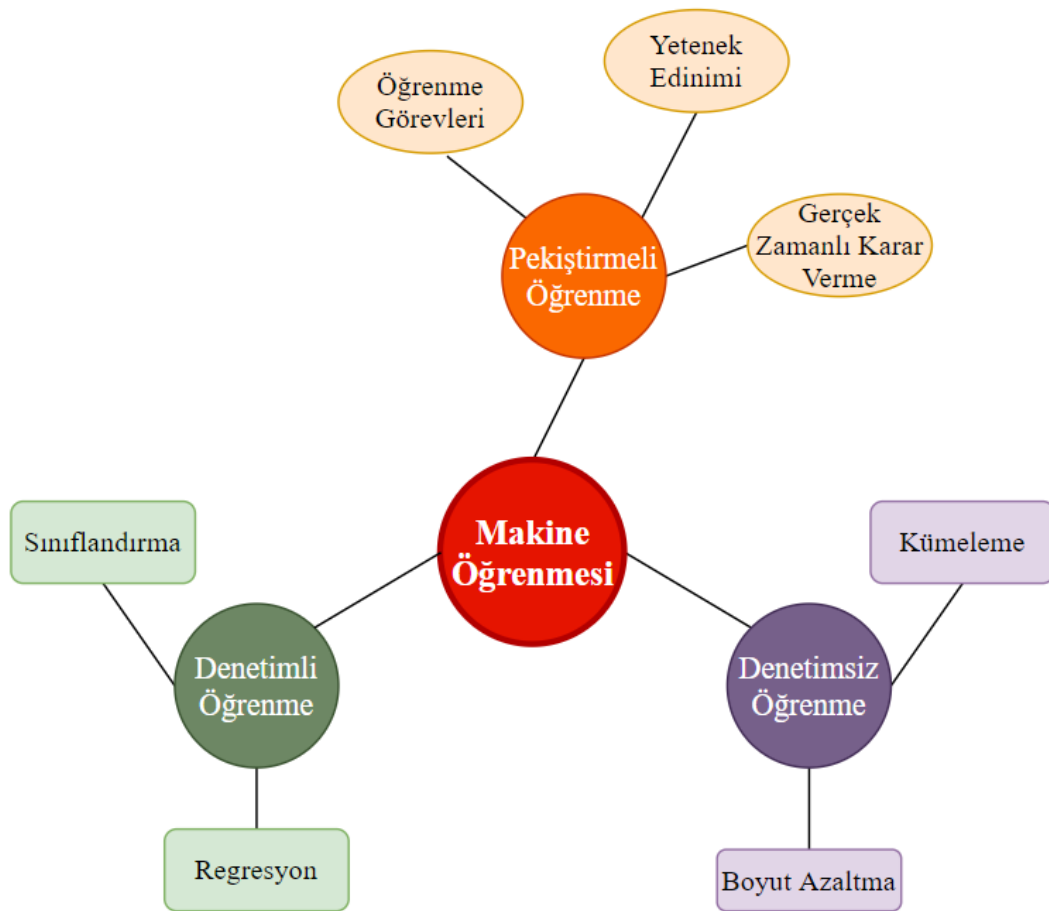 Yetenek
Edinimi
Öğrenme
Görevleri
Gerçek
Zamanlı Karar
Verme
Pekiştirmeli
Öğrenme
Makine
Öğrenmesi
Sınıflandırma
Kümeleme
Denetimli
Öğrenme
Denetimsiz
Öğrenme
Regresyon
Boyut Azaltma